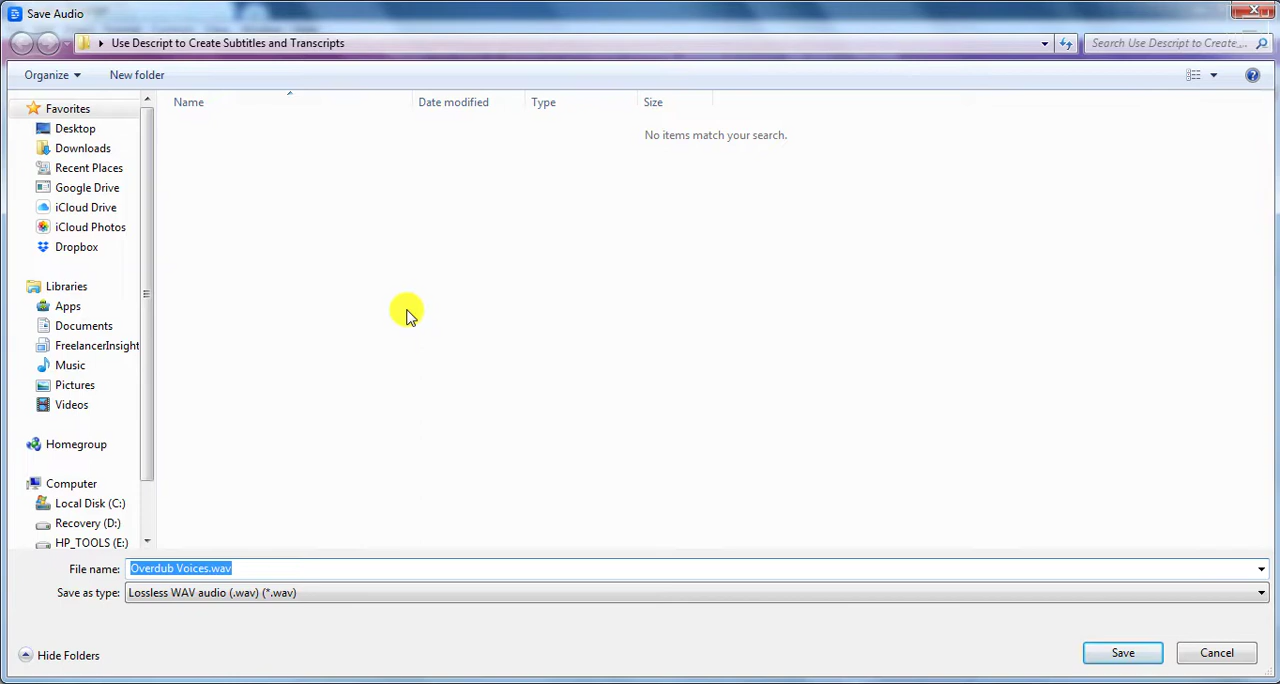 Save Audio
Use Descript to Create Subtitles and Transcripts
Search Use Descript to Create ...
Organize
New folder
Name
Date modified
Type
Size
No items match your search.
Favorites
Desktop
Downloads
Recent Places
Google Drive
iCloud Drive
iCloud Photos
Dropbox
Libraries
Apps
Documents
FreelancerInsight
Music
Pictures
Videos
Homegroup
Computer
Local Disk (C:)
Recovery (D:)
HP_TOOLS (E:)
File name: Overdub Voices.wav
Save as type: Lossless WAV audio (.wav) (*.wav)
Hide Folders
Save
Cancel